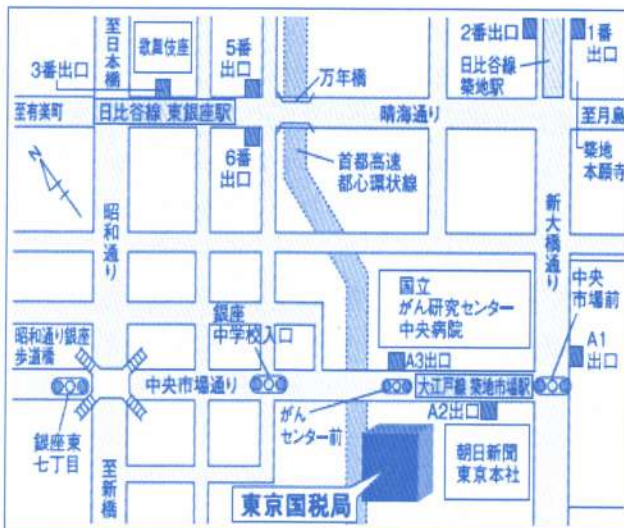 至日本橋
歌舞伎座
5番
出口
3番出口
2番出口
1番
出口
日比谷線
築地駅
万年橋
至有楽町
日比谷線 東銀座駅
晴海通り
至月島
6番
出口
首都高速
都心環状線
築地
本願寺
N
昭和通り
新大橋通り
国立
がん研究センター
中央病院
中央
市場前
銀座
中学校入口
昭和通り銀座
歩道橋
A3出口
A1
出口
中央市場通り
大江戸線 築地市場駅
がん
センター前
A2出口
銀座東
七丁目
至新橋
朝日新聞
東京本社
東京国税局